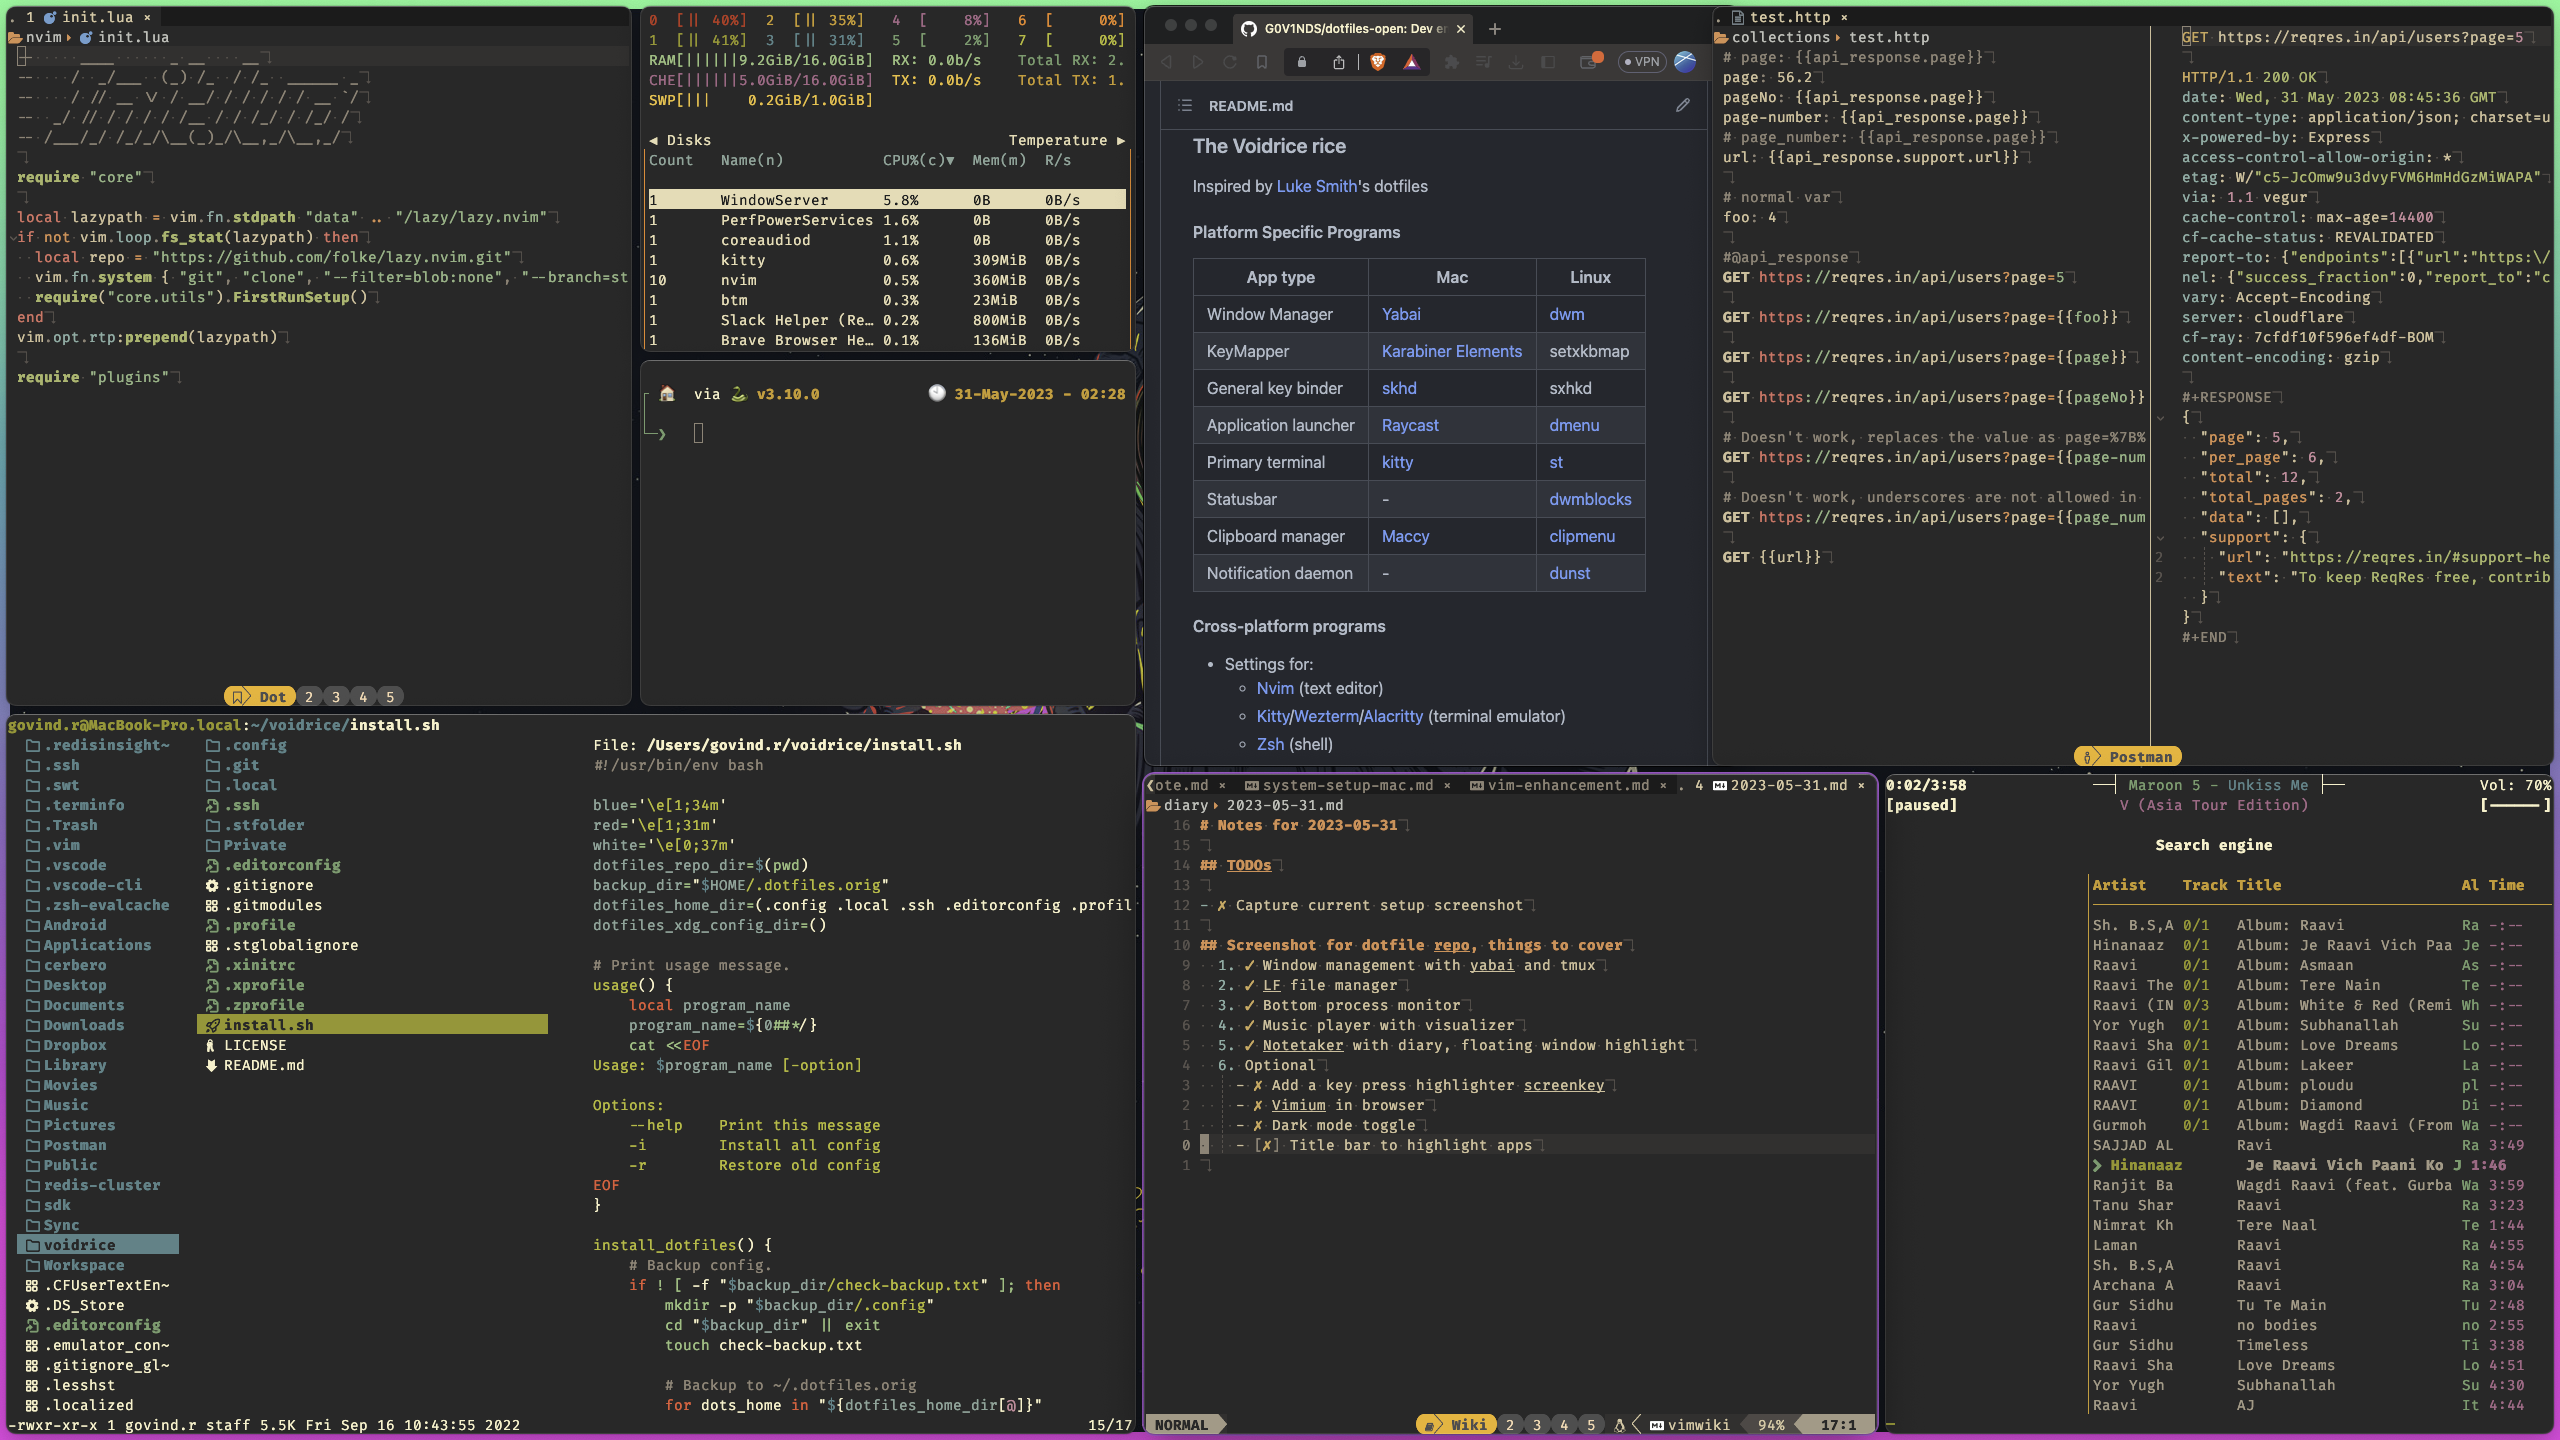 . 1 init.lua ×
nvim › init.lua
require "core"
local lazypath = vim.fn.stdpath "data" .. "/lazy/lazy.nvim"
if not vim.loop.fs_stat(lazypath) then
local repo = "https://github.com/folke/lazy.nvim.git"
vim.fn.system { "git", "clone", "--filter=blob:none", "--branch=st
require("core.utils").FirstRunSetup()
end
vim.opt.rtp:prepend(lazypath)
require "plugins"
Dot 2 3 4 5
0 [|| 40%] 2 [|| 35%] 4 [ 8%] 6 [ 0%]
1 [|| 41%] 3 [|| 31%] 5 [ 2%] 7 [ 0%]
RAM[||||||9.2GiB/16.0GiB] RX: 0.0b/s Total RX: 2.
CHE[||||||5.0GiB/16.0GiB] TX: 0.0b/s Total TX: 1.
SWP[||| 0.2GiB/1.0GiB]
◀ Disks Temperature ▶
Count Name(n) CPU%(c)▼ Mem(m) R/s
1 WindowServer 5.8% 0B 0B/s
1 PerfPowerServices 1.6% 0B 0B/s
1 coreaudiod 1.1% 0B 0B/s
1 kitty 0.6% 309MiB 0B/s
10 nvim 0.5% 360MiB 0B/s
1 btm 0.3% 23MiB 0B/s
1 Slack Helper (Re… 0.2% 800MiB 0B/s
1 Brave Browser He… 0.1% 136MiB 0B/s
via v3.10.0 31-May-2023 - 02:28
G0V1NDS/dotfiles-open: Dev er ×
VPN
README.md
The Voidrice rice
Inspired by Luke Smith's dotfiles
Platform Specific Programs
App type Mac Linux
Window Manager Yabai dwm
KeyMapper Karabiner Elements setxkbmap
General key binder skhd sxhkd
Application launcher Raycast dmenu
Primary terminal kitty st
Statusbar - dwmblocks
Clipboard manager Maccy clipmenu
Notification daemon - dunst
Cross-platform programs
• Settings for:
◦ Nvim (text editor)
◦ Kitty/Wezterm/Alacritty (terminal emulator)
◦ Zsh (shell)
. test.http ×
collections › test.http
# page: {{api_response.page}}
page: 56.2
pageNo: {{api_response.page}}
page-number: {{api_response.page}}
# page_number: {{api_response.page}}
url: {{api_response.support.url}}
# normal var
foo: 4
#@api_response
GET https://reqres.in/api/users?page=5
GET https://reqres.in/api/users?page={{foo}}
GET https://reqres.in/api/users?page={{page}}
GET https://reqres.in/api/users?page={{pageNo}}
# Doesn't work, replaces the value as page=%7B%
GET https://reqres.in/api/users?page={{page-num
# Doesn't work, underscores are not allowed in
GET https://reqres.in/api/users?page={{page_num
GET {{url}}
GET https://reqres.in/api/users?page=5
HTTP/1.1 200 OK
date: Wed, 31 May 2023 08:45:36 GMT
content-type: application/json; charset=u
x-powered-by: Express
access-control-allow-origin: *
etag: W/"c5-JcOmw9u3dvyFVM6HmHdGzMiWAPA"
via: 1.1 vegur
cache-control: max-age=14400
cf-cache-status: REVALIDATED
report-to: {"endpoints":[{"url":"https:\/
nel: {"success_fraction":0,"report_to":"c
vary: Accept-Encoding
server: cloudflare
cf-ray: 7cfdf10f596ef4df-BOM
content-encoding: gzip
#+RESPONSE
{
"page": 5,
"per_page": 6,
"total": 12,
"total_pages": 2,
"data": [],
"support": {
2 "url": "https://reqres.in/#support-he
2 "text": "To keep ReqRes free, contrib
}
}
#+END
Postman
govind.r@MacBook-Pro.local:~/voidrice/install.sh
.redisinsight~
.ssh
.swt
.terminfo
.Trash
.vim
.vscode
.vscode-cli
.zsh-evalcache
Android
Applications
cerbero
Desktop
Documents
Downloads
Dropbox
Library
Movies
Music
Pictures
Postman
Public
redis-cluster
sdk
Sync
voidrice
Workspace
.CFUserTextEn~
.DS_Store
.editorconfig
.emulator_con~
.gitignore_gl~
.lesshst
.localized
.config
.git
.local
.ssh
.stfolder
Private
.editorconfig
.gitignore
.gitmodules
.profile
.stglobalignore
.xinitrc
.xprofile
.zprofile
install.sh
LICENSE
README.md
File: /Users/govind.r/voidrice/install.sh
#!/usr/bin/env bash
blue='\e[1;34m'
red='\e[1;31m'
white='\e[0;37m'
dotfiles_repo_dir=$(pwd)
backup_dir="$HOME/.dotfiles.orig"
dotfiles_home_dir=(.config .local .ssh .editorconfig .profil
dotfiles_xdg_config_dir=()
# Print usage message.
usage() {
local program_name
program_name=${0##*/}
cat <<EOF
Usage: $program_name [-option]
Options:
--help Print this message
-i Install all config
-r Restore old config
EOF
}
install_dotfiles() {
# Backup config.
if ! [ -f "$backup_dir/check-backup.txt" ]; then
mkdir -p "$backup_dir/.config"
cd "$backup_dir" || exit
touch check-backup.txt
# Backup to ~/.dotfiles.orig
for dots_home in "${dotfiles_home_dir[@]}"
-rwxr-xr-x 1 govind.r staff 5.5K Fri Sep 16 10:43:55 2022 15/17
ote.md × system-setup-mac.md × vim-enhancement.md × . 4 2023-05-31.md ×
diary › 2023-05-31.md
16 # Notes for 2023-05-31
15
14 ## TODOs
13
12 - ✗ Capture current setup screenshot
11
10 ## Screenshot for dotfile repo, things to cover
9 1. ✓ Window management with yabai and tmux
8 2. ✓ LF file manager
7 3. ✓ Bottom process monitor
6 4. ✓ Music player with visualizer
5 5. ✓ Notetaker with diary, floating window highlight
4 6. Optional
3 - ✗ Add a key press highlighter screenkey
2 - ✗ Vimium in browser
1 - ✗ Dark mode toggle
0 - [✗] Title bar to highlight apps
1
NORMAL Wiki 2 3 4 5 vimwiki 94% 17:1
0:02/3:58 Maroon 5 - Unkiss Me Vol: 70%
[paused] V (Asia Tour Edition)
Search engine
Artist Track Title Al Time
Sh. B.S,A 0/1 Album: Raavi Ra -:--
Hinanaaz 0/1 Album: Je Raavi Vich Paa Je -:--
Raavi 0/1 Album: Asmaan As -:--
Raavi The 0/1 Album: Tere Nain Te -:--
Raavi (IN 0/3 Album: White & Red (Remi Wh -:--
Yor Yugh 0/1 Album: Subhanallah Su -:--
Raavi Sha 0/1 Album: Love Dreams Lo -:--
Raavi Gil 0/1 Album: Lakeer La -:--
RAAVI 0/1 Album: ploudu pl -:--
RAAVI 0/1 Album: Diamond Di -:--
Gurmoh 0/1 Album: Wagdi Raavi (From Wa -:--
SAJJAD AL Ravi Ra 3:49
Hinanaaz Je Raavi Vich Paani Ko J 1:46
Ranjit Ba Wagdi Raavi (feat. Gurba Wa 3:59
Tanu Shar Raavi Ra 3:23
Nimrat Kh Tere Naal Te 1:44
Laman Raavi Ra 4:55
Sh. B.S,A Raavi Ra 4:54
Archana A Raavi Ra 3:04
Gur Sidhu Tu Te Main Tu 2:48
Raavi no bodies no 2:55
Gur Sidhu Timeless Ti 3:38
Raavi Sha Love Dreams Lo 4:51
Yor Yugh Subhanallah Su 4:30
Raavi AJ It 4:44